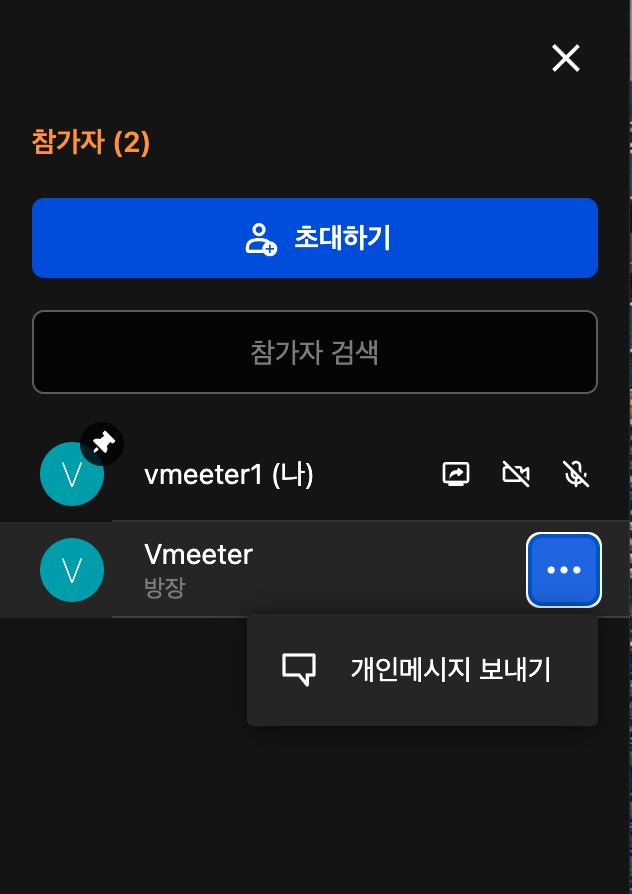 참가자 (2)
초대하기
참가자 검색
V vmeeter1 (나)
V Vmeeter
방장
개인메시지 보내기